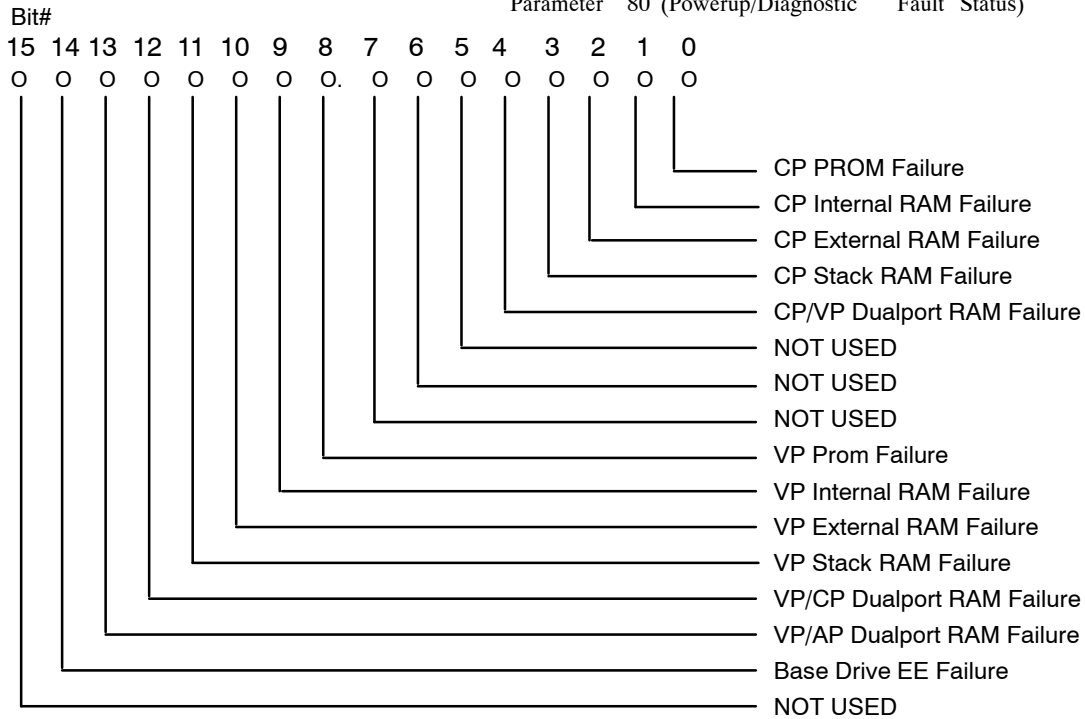 Parameter 80 (Powerup/Diagnostic Fault Status)
Bit#
15 14 13 12 11 10 9 8 7 6 5 4 3 2 1 0
O O O O O O O O. O O O O O O O O
CP PROM Failure
CP Internal RAM Failure
CP External RAM Failure
CP Stack RAM Failure
CP/VP Dualport RAM Failure
NOT USED
NOT USED
NOT USED
VP Prom Failure
VP Internal RAM Failure
VP External RAM Failure
VP Stack RAM Failure
VP/CP Dualport RAM Failure
VP/AP Dualport RAM Failure
Base Drive EE Failure
NOT USED